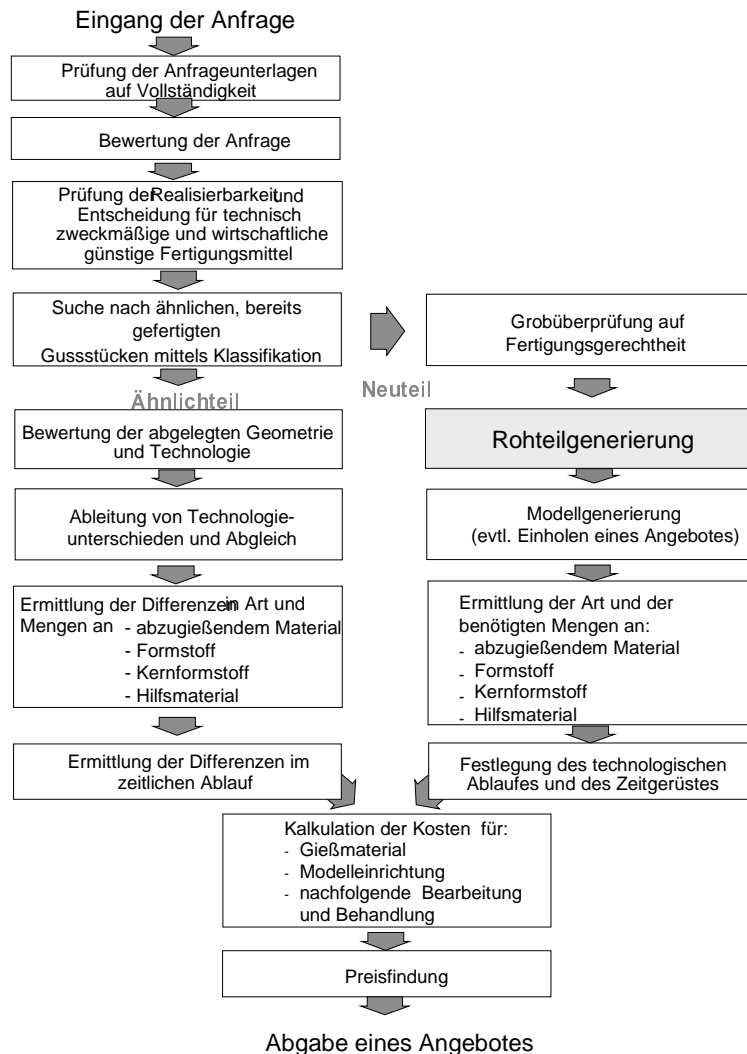 Eingang der Anfrage
Prüfung der Anfrageunterlagen
auf Vollständigkeit
Bewertung der Anfrage
Prüfung der Realisierbarkeit und
Entscheidung für technisch
zweckmäßige und wirtschaftliche
günstige Fertigungsmittel
Suche nach ähnlichen, bereits
gefertigten
Gussstücken mittels Klassifikation
Ähnlichteil
Bewertung der abgelegten Geometrie
und Technologie
Ableitung von Technologie-
unterschieden und Abgleich
Ermittlung der Differenzen in Art und
Mengen an - abzugießendem Material
- Formstoff
- Kernformstoff
- Hilfsmaterial
Ermittlung der Differenzen im
zeitlichen Ablauf
Neuteil
Grobüberprüfung auf
Fertigungsgerechtheit
Rohteilgenerierung
Modellgenerierung
(evtl. Einholen eines Angebotes)
Ermittlung der Art und der
benötigten Mengen an:
- abzugießendem Material
- Formstoff
- Kernformstoff
- Hilfsmaterial
Festlegung des technologischen
Ablaufes und des Zeitgerüstes
Kalkulation der Kosten für:
- Gießmaterial
- Modelleinrichtung
- nachfolgende Bearbeitung
und Behandlung
Preisfindung
Abgabe eines Angebotes